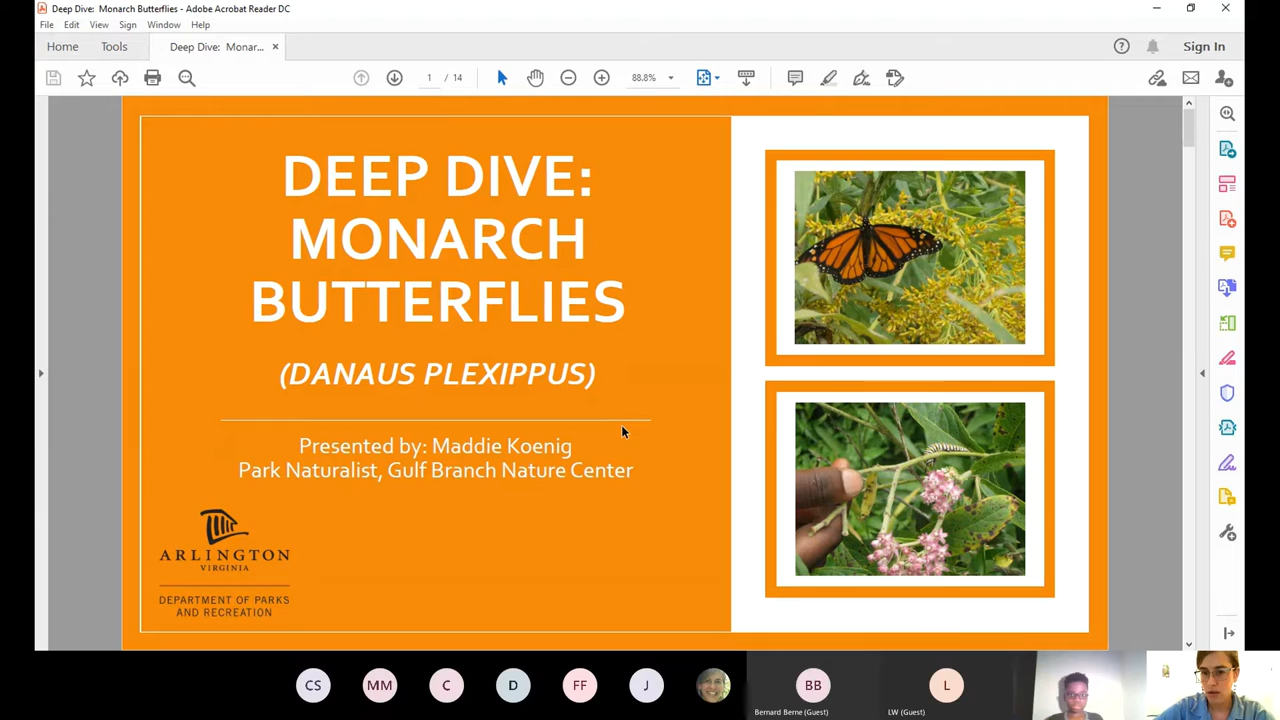 Deep Dive: Monarch Butterflies - Adobe Acrobat Reader DC
File Edit View Sign Window Help
Home Tools Deep Dive: Monar... × Sign In
1 / 14 88.8%
DEEP DIVE:
MONARCH
BUTTERFLIES
(DANAUS PLEXIPPUS)
Presented by: Maddie Koenig
Park Naturalist, Gulf Branch Nature Center
ARLINGTON
VIRGINIA
DEPARTMENT OF PARKS
AND RECREATION
CS MM C D FF J BB L
Bernard Berne (Guest) LW (Guest)